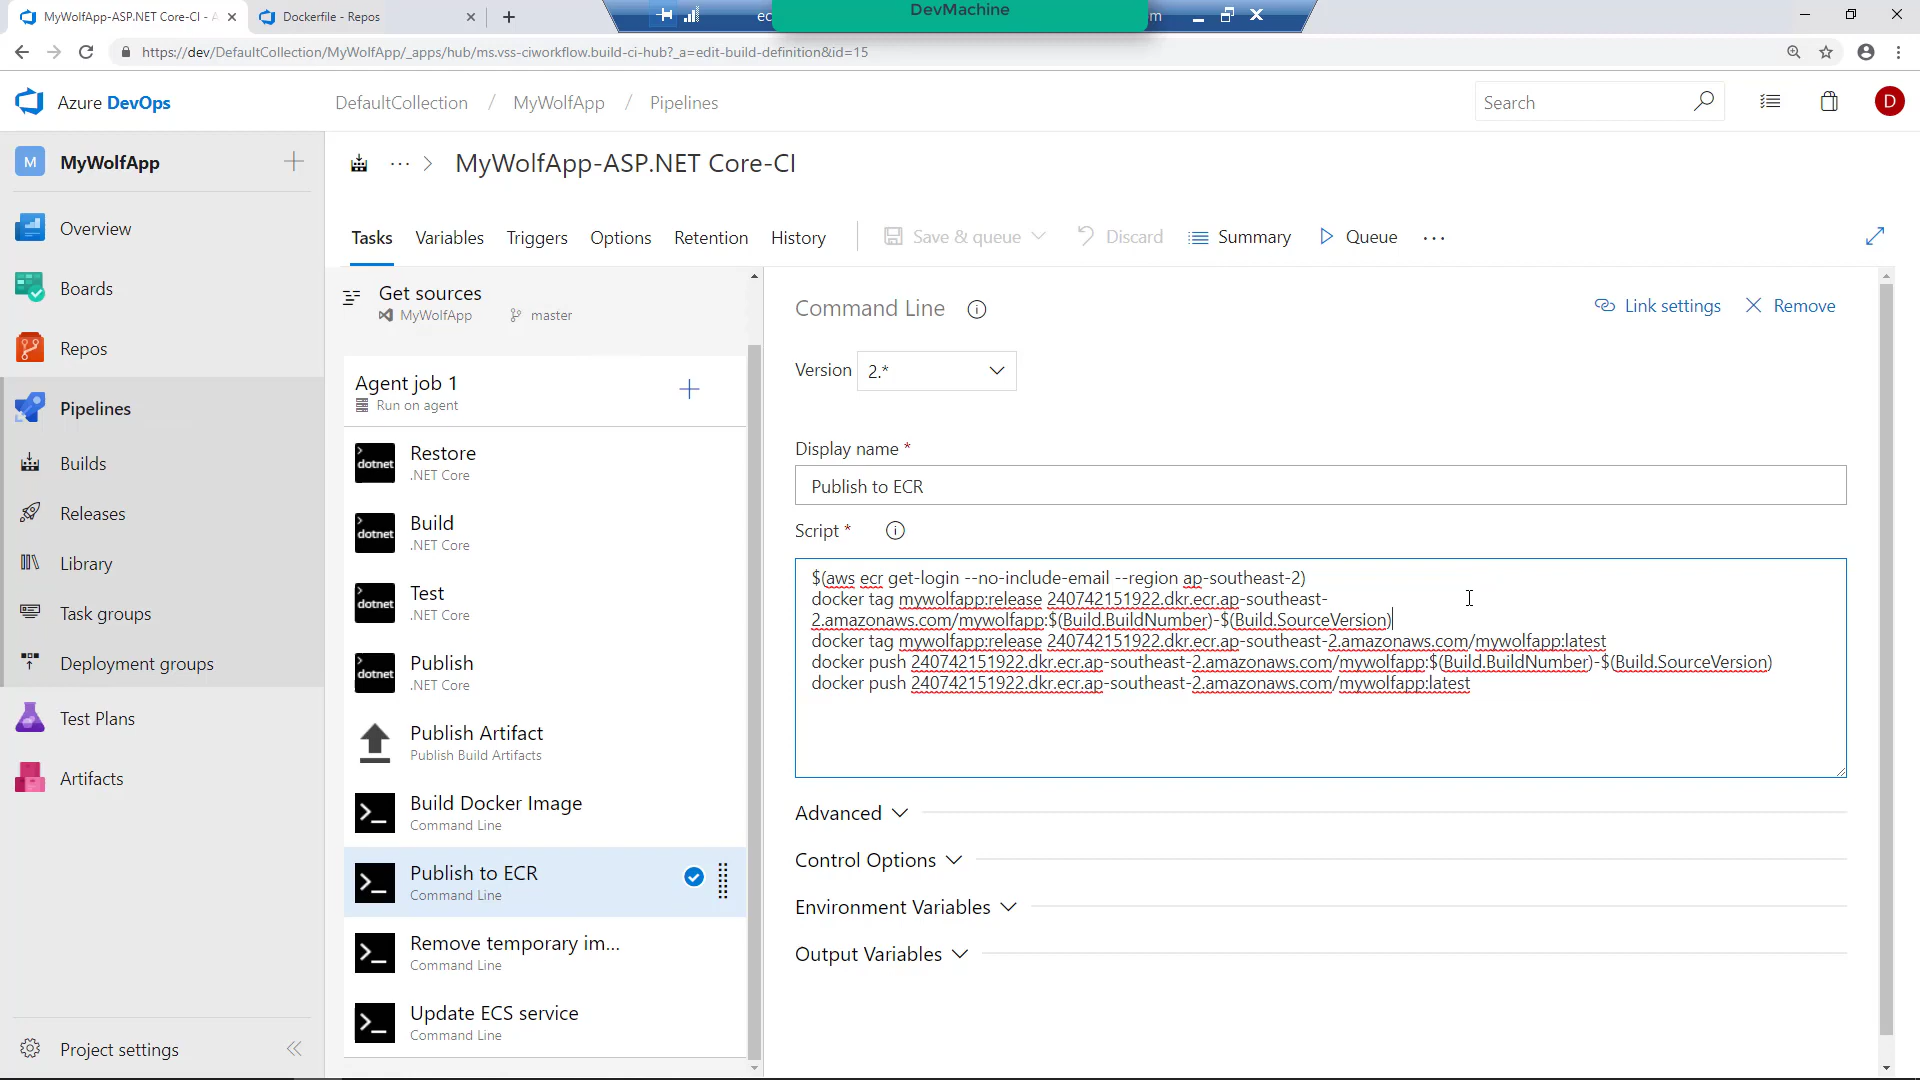 MyWolfApp-ASP.NET Core-CI - A
Dockerfile - Repos
ec
DevMachine
m
https://dev/DefaultCollection/MyWolfApp/_apps/hub/ms.vss-ciworkflow.build-ci-hub?_a=edit-build-definition&id=15
Azure DevOps
DefaultCollection / MyWolfApp / Pipelines
Search
D
M
MyWolfApp
Overview
Boards
Repos
Pipelines
Builds
Releases
Library
Task groups
Deployment groups
Test Plans
Artifacts
Project settings
... > MyWolfApp-ASP.NET Core-CI
Tasks Variables Triggers Options Retention History Save & queue Discard Summary Queue ...
Get sources
MyWolfApp master
Agent job 1
Run on agent
dotnet
Restore
.NET Core
dotnet
Build
.NET Core
dotnet
Test
.NET Core
dotnet
Publish
.NET Core
Publish Artifact
Publish Build Artifacts
Build Docker Image
Command Line
Publish to ECR
Command Line
Remove temporary im...
Command Line
Update ECS service
Command Line
Command Line
Link settings
Remove
Version 2.*
Display name *
Publish to ECR
Script *
$(aws ecr get-login --no-include-email --region ap-southeast-2)
docker tag mywolfapp:release 240742151922.dkr.ecr.ap-southeast-
2.amazonaws.com/mywolfapp:$(Build.BuildNumber)-$(Build.SourceVersion)
docker tag mywolfapp:release 240742151922.dkr.ecr.ap-southeast-2.amazonaws.com/mywolfapp:latest
docker push 240742151922.dkr.ecr.ap-southeast-2.amazonaws.com/mywolfapp:$(Build.BuildNumber)-$(Build.SourceVersion)
docker push 240742151922.dkr.ecr.ap-southeast-2.amazonaws.com/mywolfapp:latest
Advanced
Control Options
Environment Variables
Output Variables